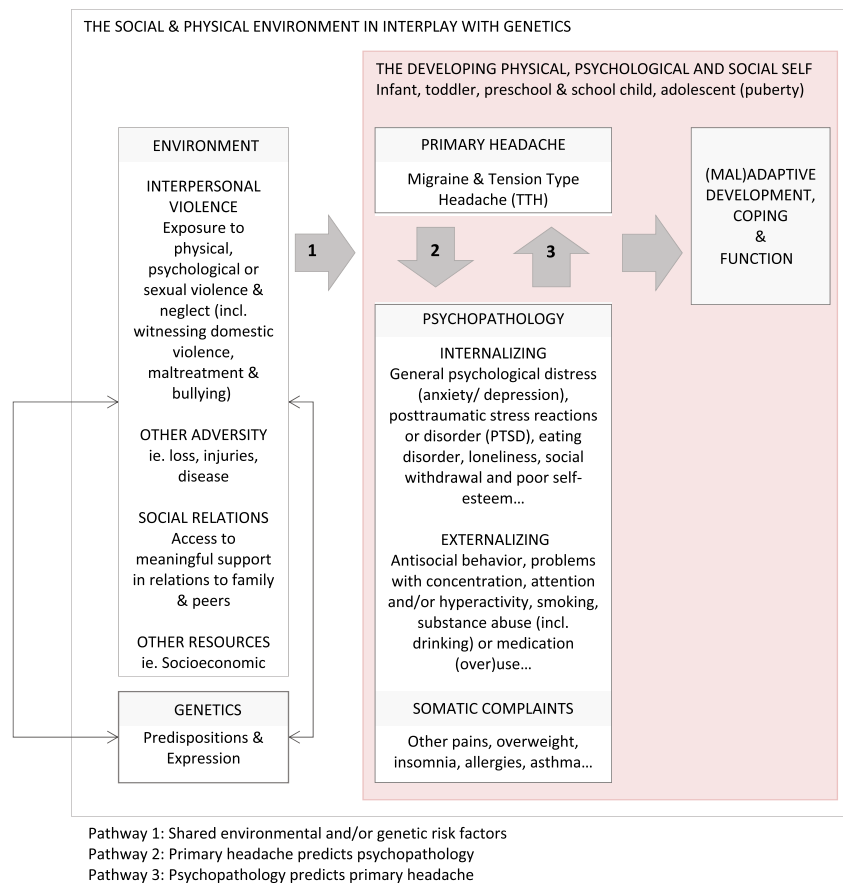 THE SOCIAL & PHYSICAL ENVIRONMENT IN INTERPLAY WITH GENETICS
ENVIRONMENT
INTERPERSONAL
VIOLENCE
Exposure to
physical,
psychological or
sexual violence &
neglect (incl.
witnessing domestic
violence,
maltreatment &
bullying)
OTHER ADVERSITY
ie. loss, injuries,
disease
SOCIAL RELATIONS
Access to
meaningful support
in relations to family
& peers
OTHER RESOURCES
ie. Socioeconomic
GENETICS
Predispositions &
Expression
1
THE DEVELOPING PHYSICAL, PSYCHOLOGICAL AND SOCIAL SELF
Infant, toddler, preschool & school child, adolescent (puberty)
PRIMARY HEADACHE
Migraine & Tension Type
Headache (TTH)
2
3
PSYCHOPATHOLOGY
INTERNALIZING
General psychological distress
(anxiety/ depression),
posttraumatic stress reactions
or disorder (PTSD), eating
disorder, loneliness, social
withdrawal and poor self-
esteem…
EXTERNALIZING
Antisocial behavior, problems
with concentration, attention
and/or hyperactivity, smoking,
substance abuse (incl.
drinking) or medication
(over)use…
SOMATIC COMPLAINTS
Other pains, overweight,
insomnia, allergies, asthma…
(MAL)ADAPTIVE
DEVELOPMENT,
COPING
&
FUNCTION
Pathway 1: Shared environmental and/or genetic risk factors
Pathway 2: Primary headache predicts psychopathology
Pathway 3: Psychopathology predicts primary headache